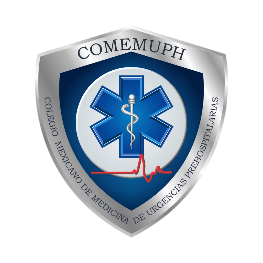 COMEMUPH
COLEGIO MEXICANO DE MEDICINA DE URGENCIAS PREHOSPITALARIAS